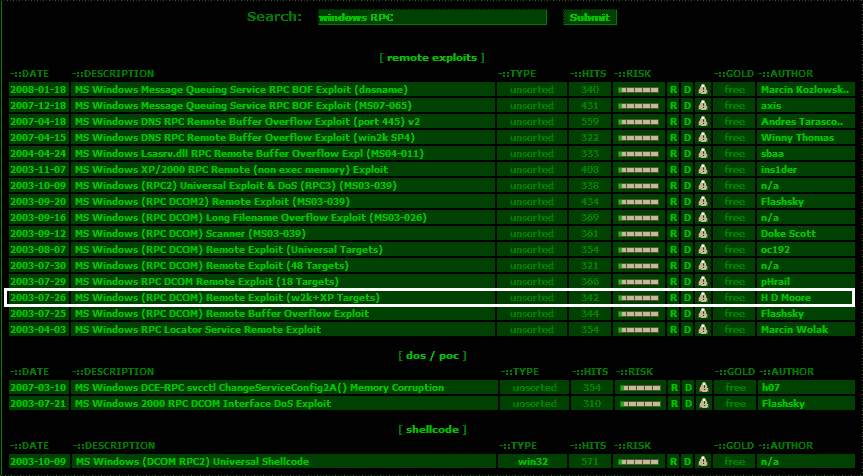 Search: windows RPC Submit
[ remote exploits ]
-::DATE -::DESCRIPTION -::TYPE -::HITS -::RISK -::GOLD -::AUTHOR
2008-01-18 MS Windows Message Queuing Service RPC BOF Exploit (dnsname) unsorted 340 R D free Marcin Kozlowsk..
2007-12-18 MS Windows Message Queuing Service RPC BOF Exploit (MS07-065) unsorted 431 R D free axis
2007-04-18 MS Windows DNS RPC Remote Buffer Overflow Exploit (port 445) v2 unsorted 559 R D free Andres Tarasco..
2007-04-15 MS Windows DNS RPC Remote Buffer Overflow Exploit (win2k SP4) unsorted 322 R D free Winny Thomas
2004-04-24 MS Windows Lsasrv.dll RPC Remote Buffer Overflow Expl (MS04-011) unsorted 333 R D free sbaa
2003-11-07 MS Windows XP/2000 RPC Remote (non exec memory) Exploit unsorted 408 R D free ins1der
2003-10-09 MS Windows (RPC2) Universal Exploit & DoS (RPC3) (MS03-039) unsorted 338 R D free n/a
2003-09-20 MS Windows (RPC DCOM2) Remote Exploit (MS03-039) unsorted 434 R D free Flashsky
2003-09-16 MS Windows (RPC DCOM) Long Filename Overflow Exploit (MS03-026) unsorted 369 R D free n/a
2003-09-12 MS Windows (RPC DCOM) Scanner (MS03-039) unsorted 361 R D free Doke Scott
2003-08-07 MS Windows (RPC DCOM) Remote Exploit (Universal Targets) unsorted 354 R D free oc192
2003-07-30 MS Windows (RPC DCOM) Remote Exploit (48 Targets) unsorted 321 R D free n/a
2003-07-29 MS Windows RPC DCOM Remote Exploit (18 Targets) unsorted 366 R D free pHrail
2003-07-26 MS Windows (RPC DCOM) Remote Exploit (w2k+XP Targets) unsorted 342 R D free H D Moore
2003-07-25 MS Windows (RPC DCOM) Remote Buffer Overflow Exploit unsorted 344 R D free Flashsky
2003-04-03 MS Windows RPC Locator Service Remote Exploit unsorted 354 R D free Marcin Wolak
[ dos / poc ]
-::DATE -::DESCRIPTION -::TYPE -::HITS -::RISK -::GOLD -::AUTHOR
2007-03-10 MS Windows DCE-RPC svcctl ChangeServiceConfig2A() Memory Corruption unsorted 354 R D free h07
2003-07-21 MS Windows 2000 RPC DCOM Interface DoS Exploit unsorted 310 R D free Flashsky
[ shellcode ]
-::DATE -::DESCRIPTION -::TYPE -::HITS -::RISK -::GOLD -::AUTHOR
2003-10-09 MS Windows (DCOM RPC2) Universal Shellcode win32 571 R D free n/a